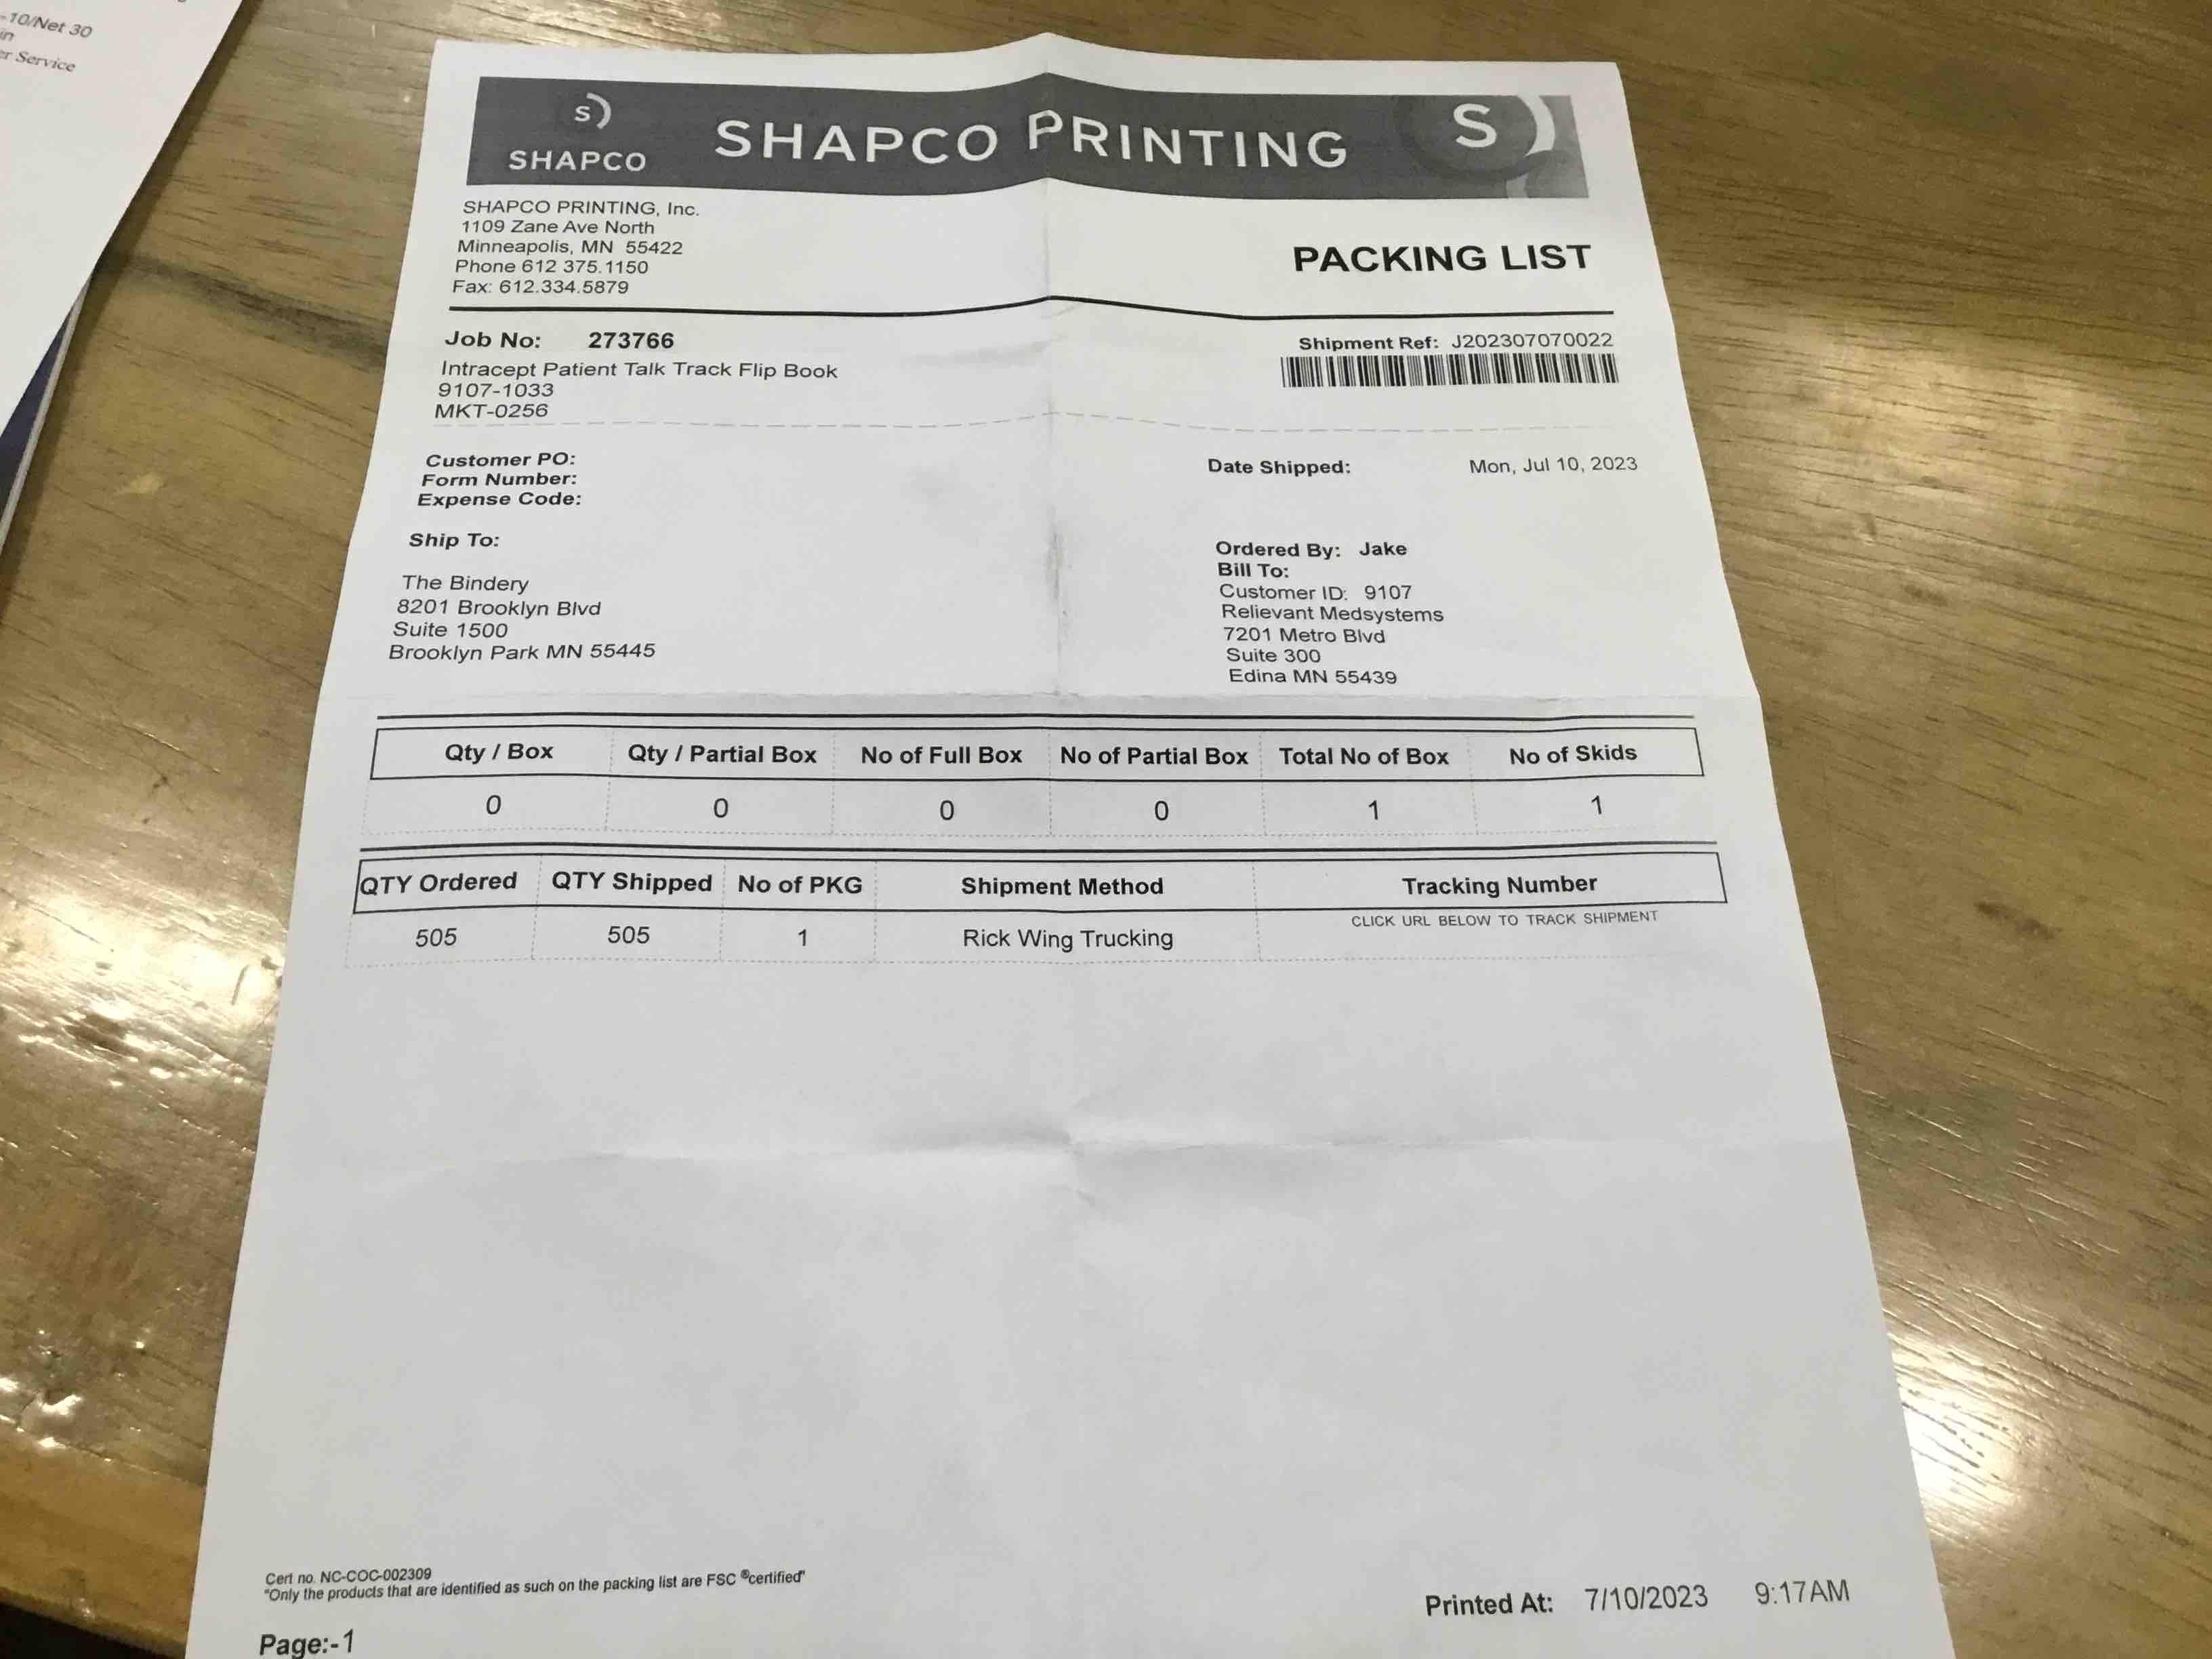 -10/Net 30
in
er Service
S)
SHAPCO
SHAPCO PRINTING
S)
SHAPCO PRINTING, Inc.
1109 Zane Ave North
Minneapolis, MN 55422
Phone 612 375.1150
Fax: 612.334.5879
PACKING LIST
Job No: 273766
Intracept Patient Talk Track Flip Book
9107-1033
MKT-0256
Shipment Ref: J202307070022
Customer PO:
Form Number:
Expense Code:
Date Shipped: Mon, Jul 10, 2023
Ship To:
The Bindery
8201 Brooklyn Blvd
Suite 1500
Brooklyn Park MN 55445
Ordered By: Jake
Bill To:
Customer ID: 9107
Relievant Medsystems
7201 Metro Blvd
Suite 300
Edina MN 55439
Qty / Box Qty / Partial Box No of Full Box No of Partial Box Total No of Box No of Skids
0 0 0 0 1 1
QTY Ordered QTY Shipped No of PKG Shipment Method Tracking Number
CLICK URL BELOW TO TRACK SHIPMENT
505 505 1 Rick Wing Trucking
Cert no. NC-COC-002309
"Only the products that are identified as such on the packing list are FSC ®certified"
Printed At: 7/10/2023 9:17AM
Page:-1